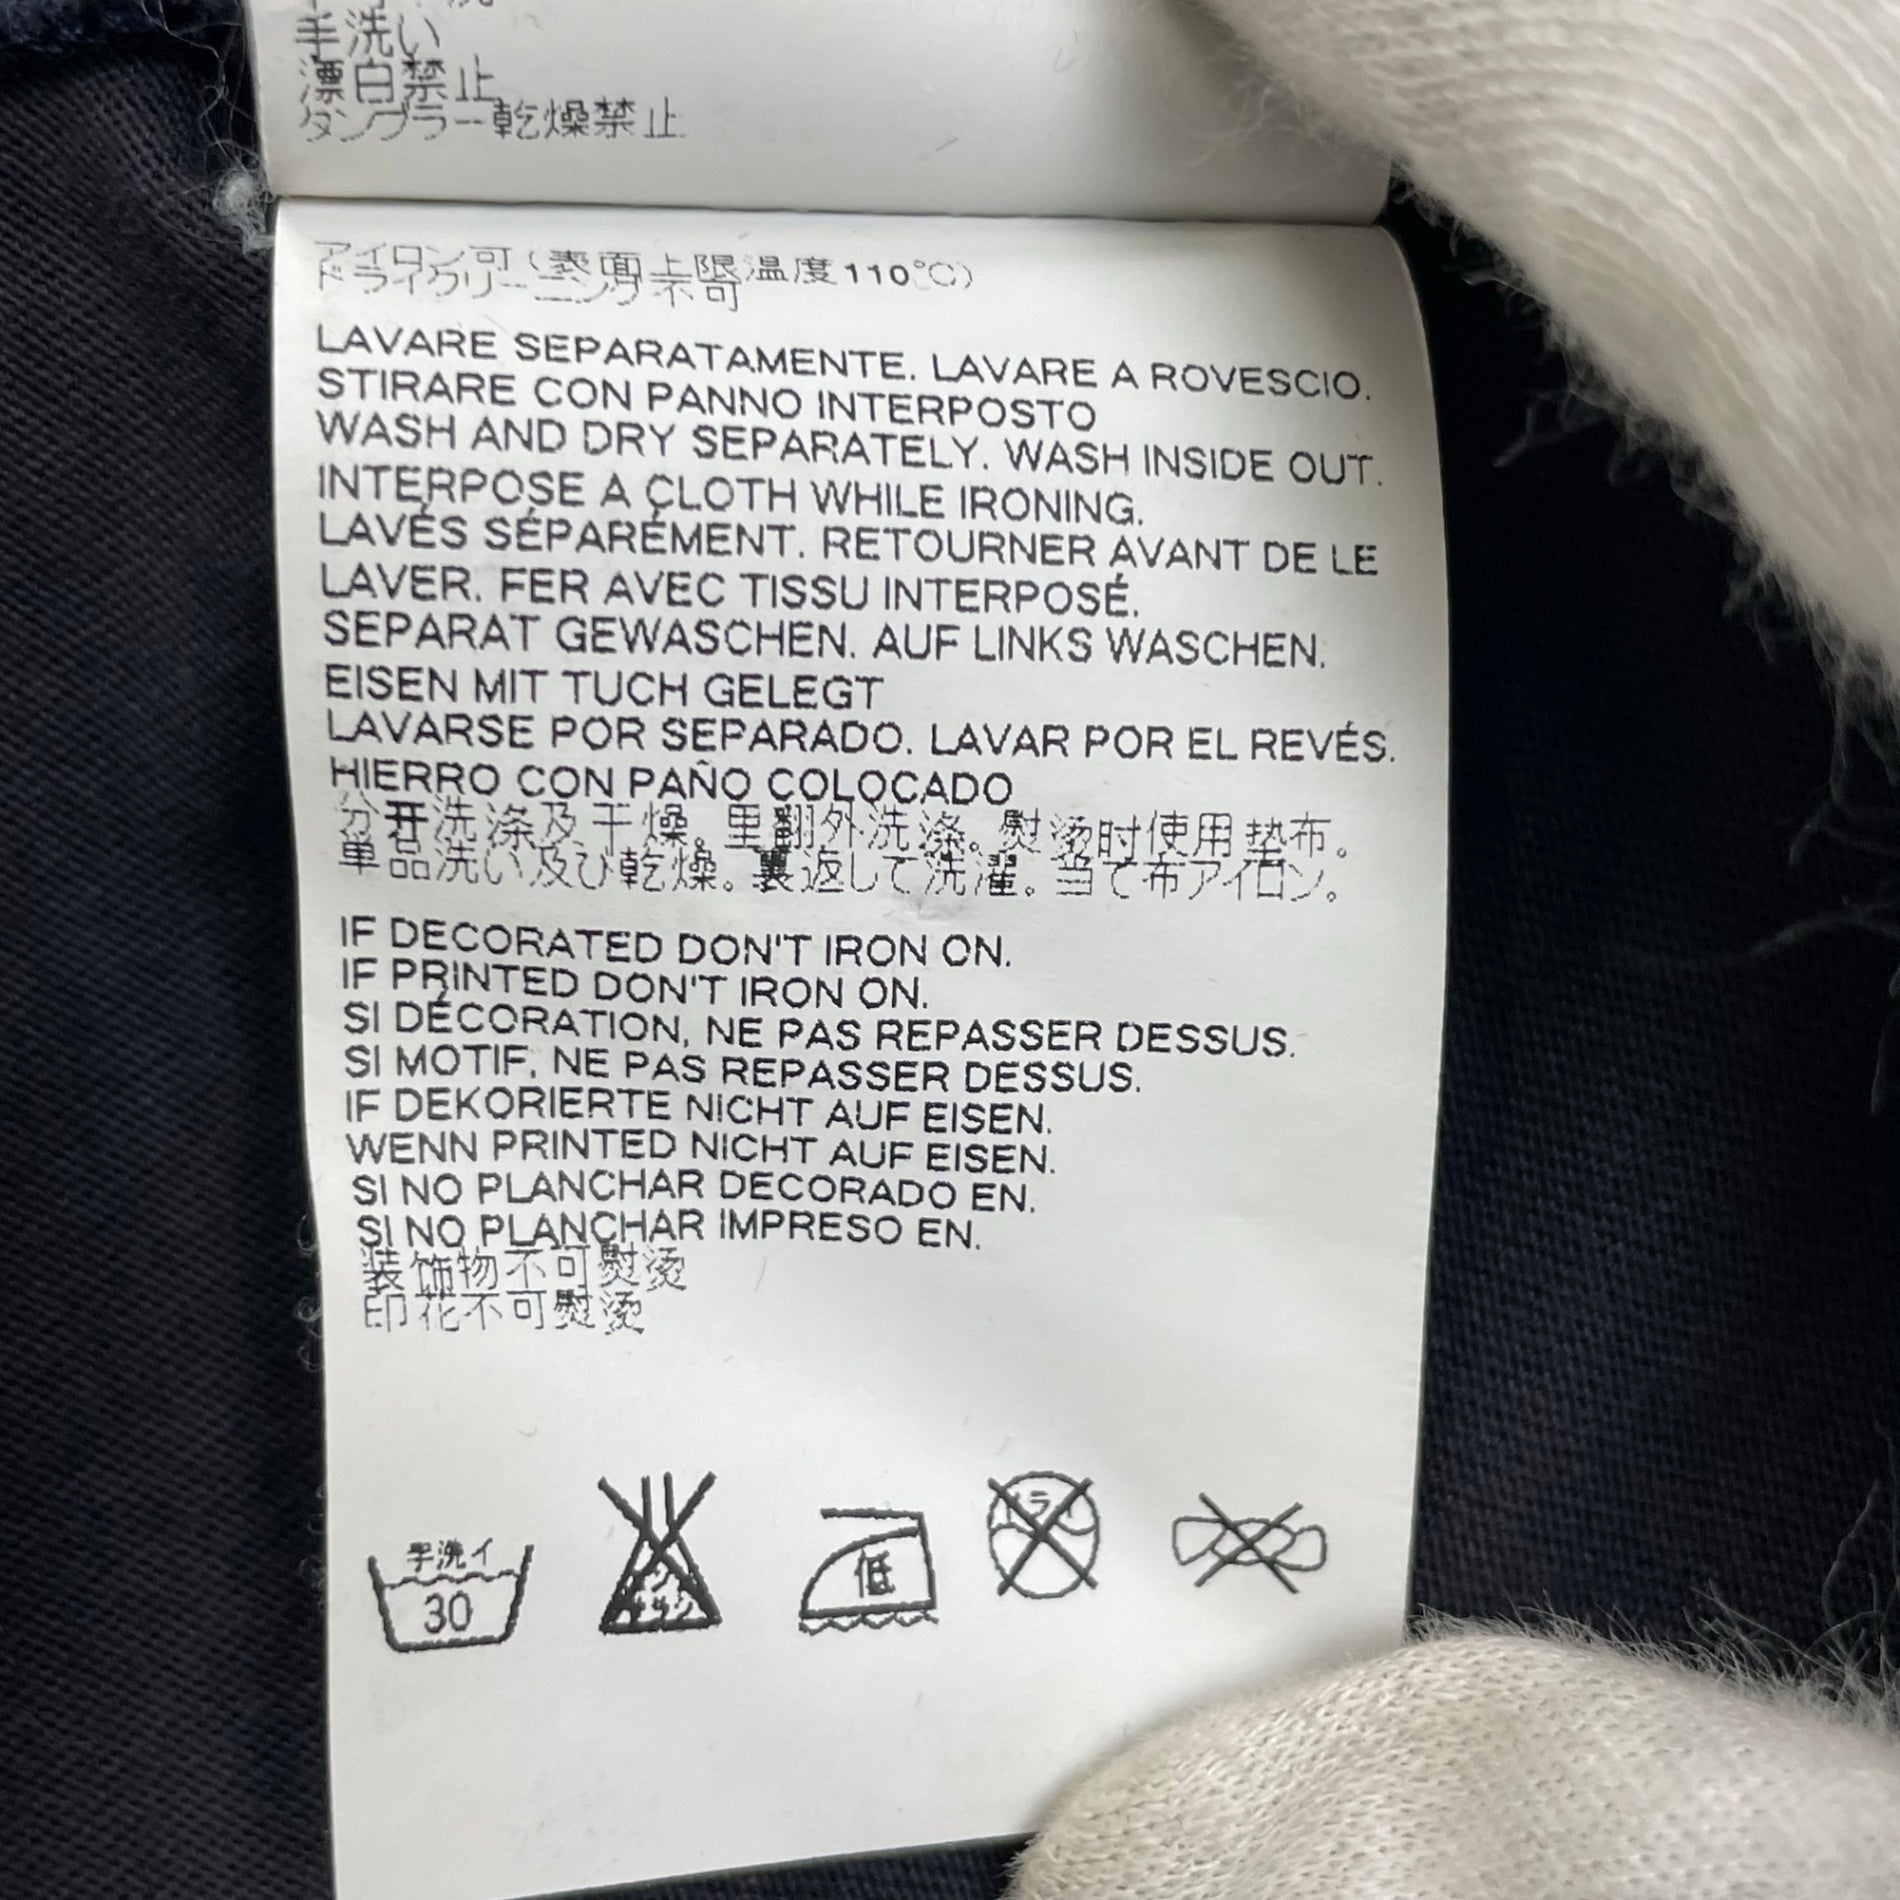 手洗い
漂白禁止
タンブラー乾燥禁止
アイロン可(表面上限温度110℃)
ドライクリーニング不可
LAVARE SEPARATAMENTE. LAVARE A ROVESCIO.
STIRARE CON PANNO INTERPOSTO
WASH AND DRY SEPARATELY. WASH INSIDE OUT.
INTERPOSE A CLOTH WHILE IRONING.
LAVÉS SÉPARÉMENT. RETOURNER AVANT DE LE
LAVER. FER AVEC TISSU INTERPOSÉ.
SEPARAT GEWASCHEN. AUF LINKS WASCHEN.
EISEN MIT TUCH GELEGT
LAVARSE POR SEPARADO. LAVAR POR EL REVÉS.
HIERRO CON PAÑO COLOCADO
分开洗涤及干燥。里翻外洗涤。熨烫时使用垫布。
単品洗い及び乾燥。裏返して洗濯。当て布アイロン。
IF DECORATED DON'T IRON ON.
IF PRINTED DON'T IRON ON.
SI DÉCORATION, NE PAS REPASSER DESSUS.
SI MOTIF, NE PAS REPASSER DESSUS.
IF DEKORIERTE NICHT AUF EISEN.
WENN PRINTED NICHT AUF EISEN.
SI NO PLANCHAR DECORADO EN.
SI NO PLANCHAR IMPRESO EN.
装饰物不可熨烫
印花不可熨烫
手洗イ
30
低
ドライ